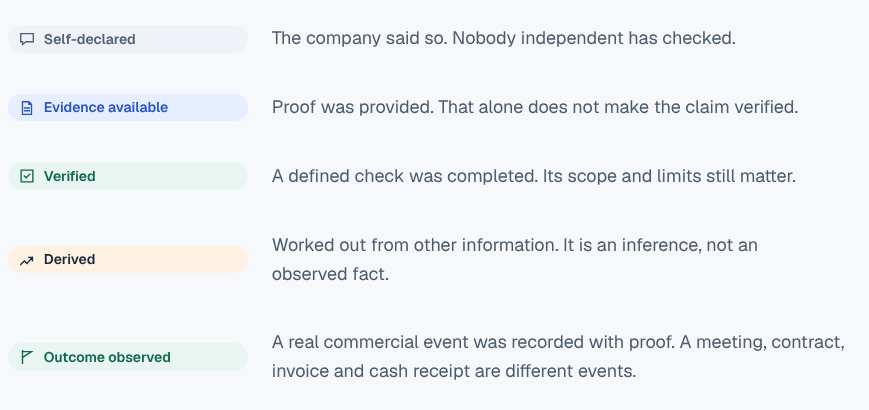 Self-declared
The company said so. Nobody independent has checked.
Evidence available
Proof was provided. That alone does not make the claim verified.
Verified
A defined check was completed. Its scope and limits still matter.
Derived
Worked out from other information. It is an inference, not an
observed fact.
Outcome observed
A real commercial event was recorded with proof. A meeting, contract,
invoice and cash receipt are different events.